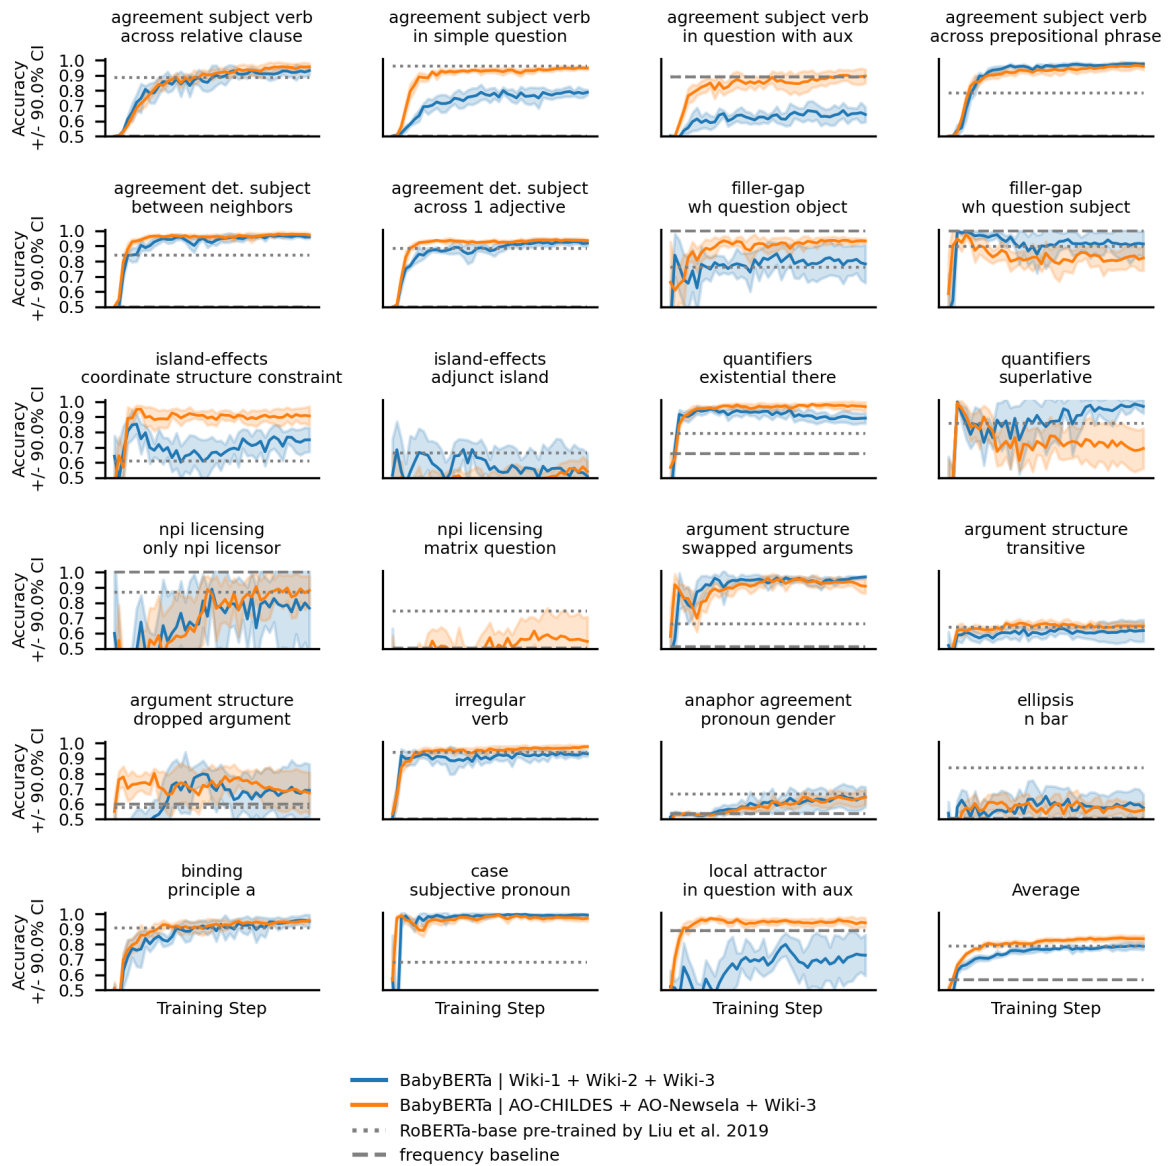 agreement subject verb
across relative clause
agreement subject verb
in simple question
agreement subject verb
in question with aux
agreement subject verb
across prepositional phrase
Accuracy
+/- 90.0% CI
1.0
0.9
0.8
0.7
0.6
0.5
agreement det. subject
between neighbors
agreement det. subject
across 1 adjective
filler-gap
wh question object
filler-gap
wh question subject
Accuracy
+/- 90.0% CI
1.0
0.9
0.8
0.7
0.6
0.5
island-effects
coordinate structure constraint
island-effects
adjunct island
quantifiers
existential there
quantifiers
superlative
Accuracy
+/- 90.0% CI
1.0
0.9
0.8
0.7
0.6
0.5
npi licensing
only npi licensor
npi licensing
matrix question
argument structure
swapped arguments
argument structure
transitive
Accuracy
+/- 90.0% CI
1.0
0.9
0.8
0.7
0.6
0.5
argument structure
dropped argument
irregular
verb
anaphor agreement
pronoun gender
ellipsis
n bar
Accuracy
+/- 90.0% CI
1.0
0.9
0.8
0.7
0.6
0.5
binding
principle a
case
subjective pronoun
local attractor
in question with aux
Average
Accuracy
+/- 90.0% CI
1.0
0.9
0.8
0.7
0.6
0.5
Training Step
Training Step
Training Step
Training Step
BabyBERTa | Wiki-1 + Wiki-2 + Wiki-3
BabyBERTa | AO-CHILDES + AO-Newsela + Wiki-3
RoBERTa-base pre-trained by Liu et al. 2019
frequency baseline